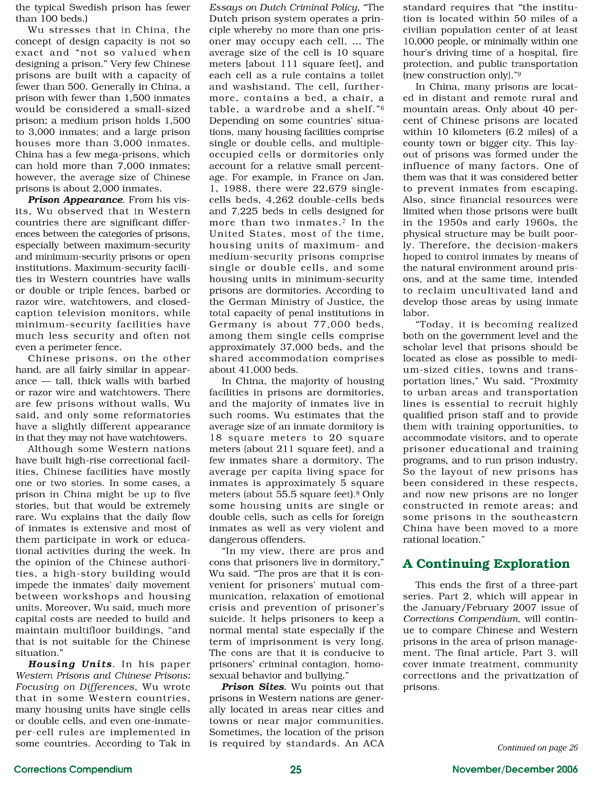 the typical Swedish prison has fewer
than 100 beds.)
Wu stresses that in China, the
concept of design capacity is not so
exact and “not so valued when
designing a prison.” Very few Chinese
prisons are built with a capacity of
fewer than 500. Generally in China, a
prison with fewer than 1,500 inmates
would be considered a small-sized
prison; a medium prison holds 1,500
to 3,000 inmates; and a large prison
houses more than 3,000 inmates.
China has a few mega-prisons, which
can hold more than 7,000 inmates;
however, the average size of Chinese
prisons is about 2,000 inmates.
Prison Appearance. From his vis-
its, Wu observed that in Western
countries there are significant differ-
ences between the categories of prisons,
especially between maximum-security
and minimum-security prisons or open
institutions. Maximum-security facili-
ties in Western countries have walls
or double or triple fences, barbed or
razor wire, watchtowers, and closed-
caption television monitors, while
minimum-security facilities have
much less security and often not
even a perimeter fence.
Chinese prisons, on the other
hand, are all fairly similar in appear-
ance — tall, thick walls with barbed
or razor wire and watchtowers. There
are few prisons without walls, Wu
said, and only some reformatories
have a slightly different appearance
in that they may not have watchtowers.
Although some Western nations
have built high-rise correctional facil-
ities, Chinese facilities have mostly
one or two stories. In some cases, a
prison in China might be up to five
stories, but that would be extremely
rare. Wu explains that the daily flow
of inmates is extensive and most of
them participate in work or educa-
tional activities during the week. In
the opinion of the Chinese authori-
ties, a high-story building would
impede the inmates’ daily movement
between workshops and housing
units. Moreover, Wu said, much more
capital costs are needed to build and
maintain multifloor buildings, “and
that is not suitable for the Chinese
situation.”
Housing Units. In his paper
Western Prisons and Chinese Prisons:
Focusing on Differences, Wu wrote
that in some Western countries,
many housing units have single cells
or double cells, and even one-inmate-
per-cell rules are implemented in
some countries. According to Tak in
Essays on Dutch Criminal Policy, “The
Dutch prison system operates a prin-
ciple whereby no more than one pris-
oner may occupy each cell. ... The
average size of the cell is 10 square
meters [about 111 square feet], and
each cell as a rule contains a toilet
and washstand. The cell, further-
more, contains a bed, a chair, a
table, a wardrobe and a shelf.”6
Depending on some countries’ situa-
tions, many housing facilities comprise
single or double cells, and multiple-
occupied cells or dormitories only
account for a relative small percent-
age. For example, in France on Jan.
1, 1988, there were 22,679 single-
cells beds, 4,262 double-cells beds
and 7,225 beds in cells designed for
more than two inmates.7 In the
United States, most of the time,
housing units of maximum- and
medium-security prisons comprise
single or double cells, and some
housing units in minimum-security
prisons are dormitories. According to
the German Ministry of Justice, the
total capacity of penal institutions in
Germany is about 77,000 beds,
among them single cells comprise
approximately 37,000 beds, and the
shared accommodation comprises
about 41,000 beds.
In China, the majority of housing
facilities in prisons are dormitories,
and the majority of inmates live in
such rooms. Wu estimates that the
average size of an inmate dormitory is
18 square meters to 20 square
meters (about 211 square feet), and a
few inmates share a dormitory. The
average per capita living space for
inmates is approximately 5 square
meters (about 55.5 square feet).8 Only
some housing units are single or
double cells, such as cells for foreign
inmates as well as very violent and
dangerous offenders.
“In my view, there are pros and
cons that prisoners live in dormitory,”
Wu said. “The pros are that it is con-
venient for prisoners’ mutual com-
munication, relaxation of emotional
crisis and prevention of prisoner’s
suicide. It helps prisoners to keep a
normal mental state especially if the
term of imprisonment is very long.
The cons are that it is conducive to
prisoners’ criminal contagion, homo-
sexual behavior and bullying.”
Prison Sites. Wu points out that
prisons in Western nations are gener-
ally located in areas near cities and
towns or near major communities.
Sometimes, the location of the prison
is required by standards. An ACA
standard requires that “the institu-
tion is located within 50 miles of a
civilian population center of at least
10,000 people, or minimally within one
hour’s driving time of a hospital, fire
protection, and public transportation
(new construction only).”9
In China, many prisons are locat-
ed in distant and remote rural and
mountain areas. Only about 40 per-
cent of Chinese prisons are located
within 10 kilometers (6.2 miles) of a
county town or bigger city. This lay-
out of prisons was formed under the
influence of many factors. One of
them was that it was considered better
to prevent inmates from escaping.
Also, since financial resources were
limited when those prisons were built
in the 1950s and early 1960s, the
physical structure may be built poor-
ly. Therefore, the decision-makers
hoped to control inmates by means of
the natural environment around pris-
ons, and at the same time, intended
to reclaim uncultivated land and
develop those areas by using inmate
labor.
“Today, it is becoming realized
both on the government level and the
scholar level that prisons should be
located as close as possible to medi-
um-sized cities, towns and trans-
portation lines,” Wu said. “Proximity
to urban areas and transportation
lines is essential to recruit highly
qualified prison staff and to provide
them with training opportunities, to
accommodate visitors, and to operate
prisoner educational and training
programs, and to run prison industry.
So the layout of new prisons has
been considered in these respects,
and now new prisons are no longer
constructed in remote areas; and
some prisons in the southeastern
China have been moved to a more
rational location.”
A Continuing Exploration
This ends the first of a three-part
series. Part 2, which will appear in
the January/February 2007 issue of
Corrections Compendium, will contin-
ue to compare Chinese and Western
prisons in the area of prison manage-
ment. The final article, Part 3, will
cover inmate treatment, community
corrections and the privatization of
prisons.
Continued on page 26
Corrections Compendium
25
November/December 2006